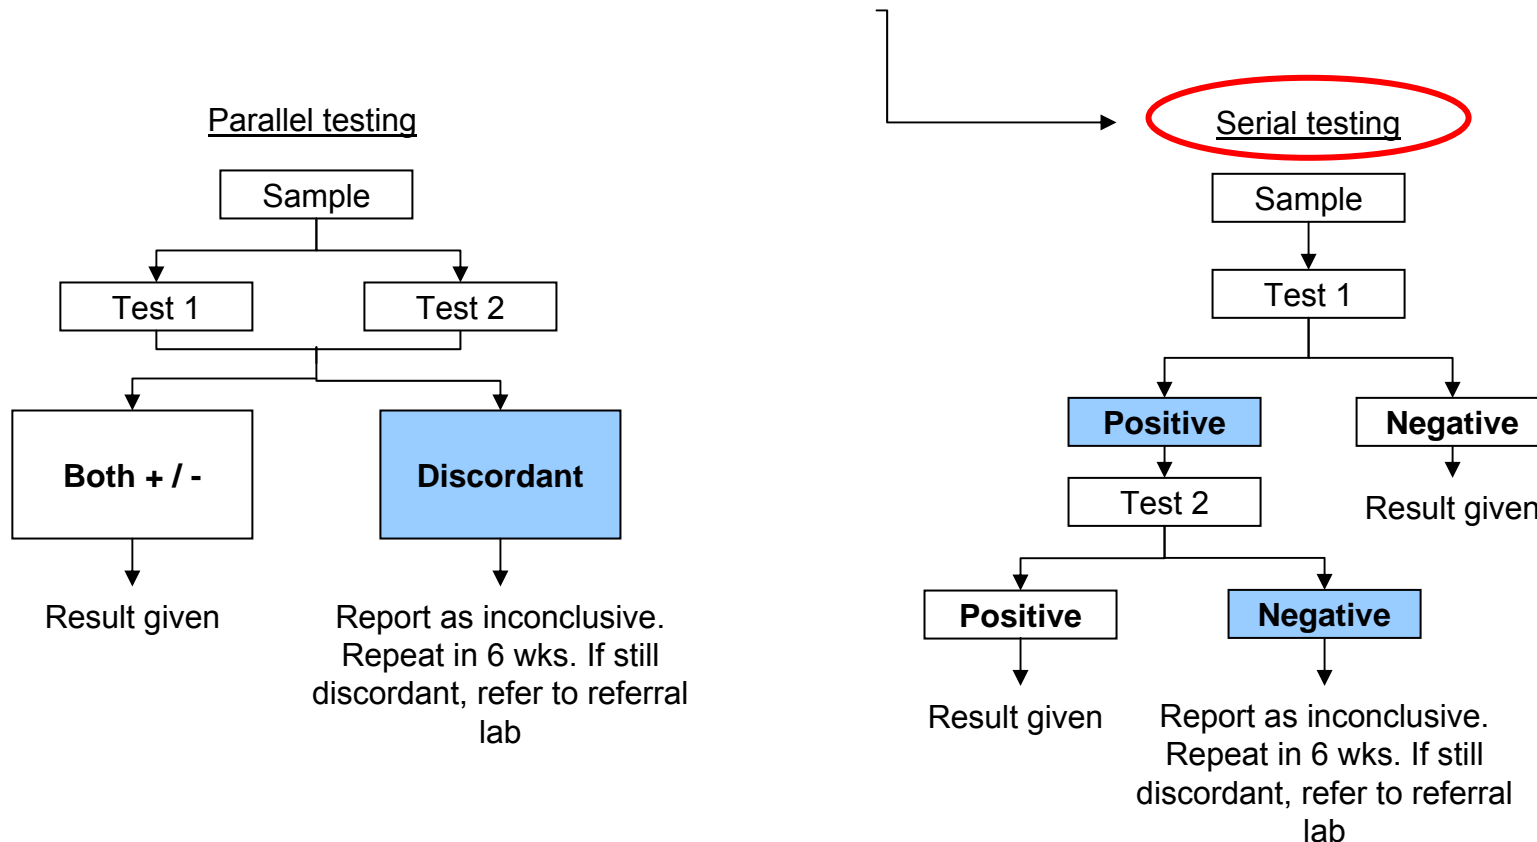 Parallel testing
Sample
Test 1
Test 2
Both + / -
Discordant
Result given
Report as inconclusive.
Repeat in 6 wks. If still
discordant, refer to referral
lab
Serial testing
Sample
Test 1
Positive
Negative
Test 2
Result given
Positive
Negative
Result given
Report as inconclusive.
Repeat in 6 wks. If still
discordant, refer to referral
lab